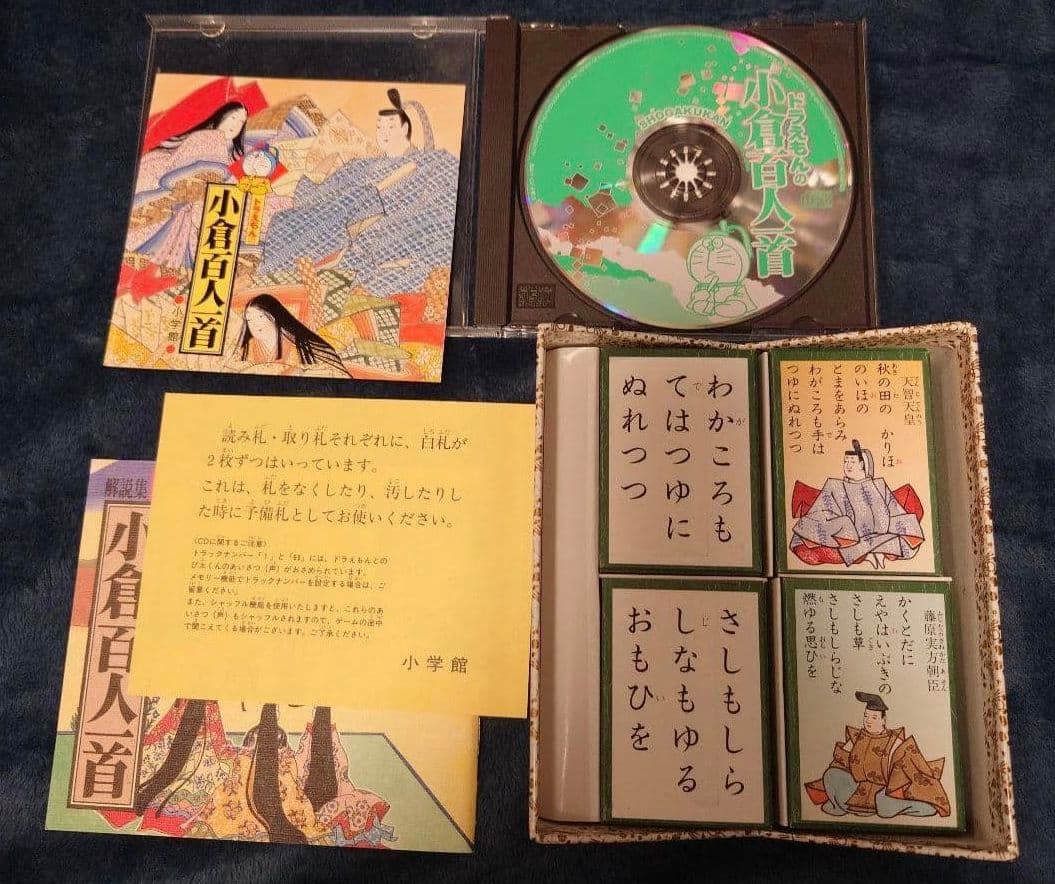 ドラえもんの
小倉百人一首
小学館
ドラえもんの
小倉百人一首
SHOGAKUKAN
読み札・取り札それぞれに、白札が
2枚ずつはいっています。
これは、札をなくしたり、汚したりし
た時に予備札としてお使いください。
〈CDに関するご注意〉
トラックナンバー「1」と「93」には、ドラえもんとの
び太くんのあいさつ（声）がおさめられています。
メモリー機能でトラックナンバーを設定する場合は、ご
留意ください。
また、シャッフル機能を使用いたしますと、これらのあ
いさつ（声）もシャッフルされますので、ゲームの途中
で聞こえてくる場合がございます。ご了承ください。
小学館
解説集
小倉百人一首
わかころも
てはつゆに
ぬれつつ
天智天皇
秋の田の かりほ
のいほの
とまをあらみ
わがころも手は
つゆにぬれつつ
さしもしら
しなもゆる
おもひを
藤原実方朝臣
かくとだに
えやはいぶきの
さしも草
さしもしらじな
燃ゆる思ひを